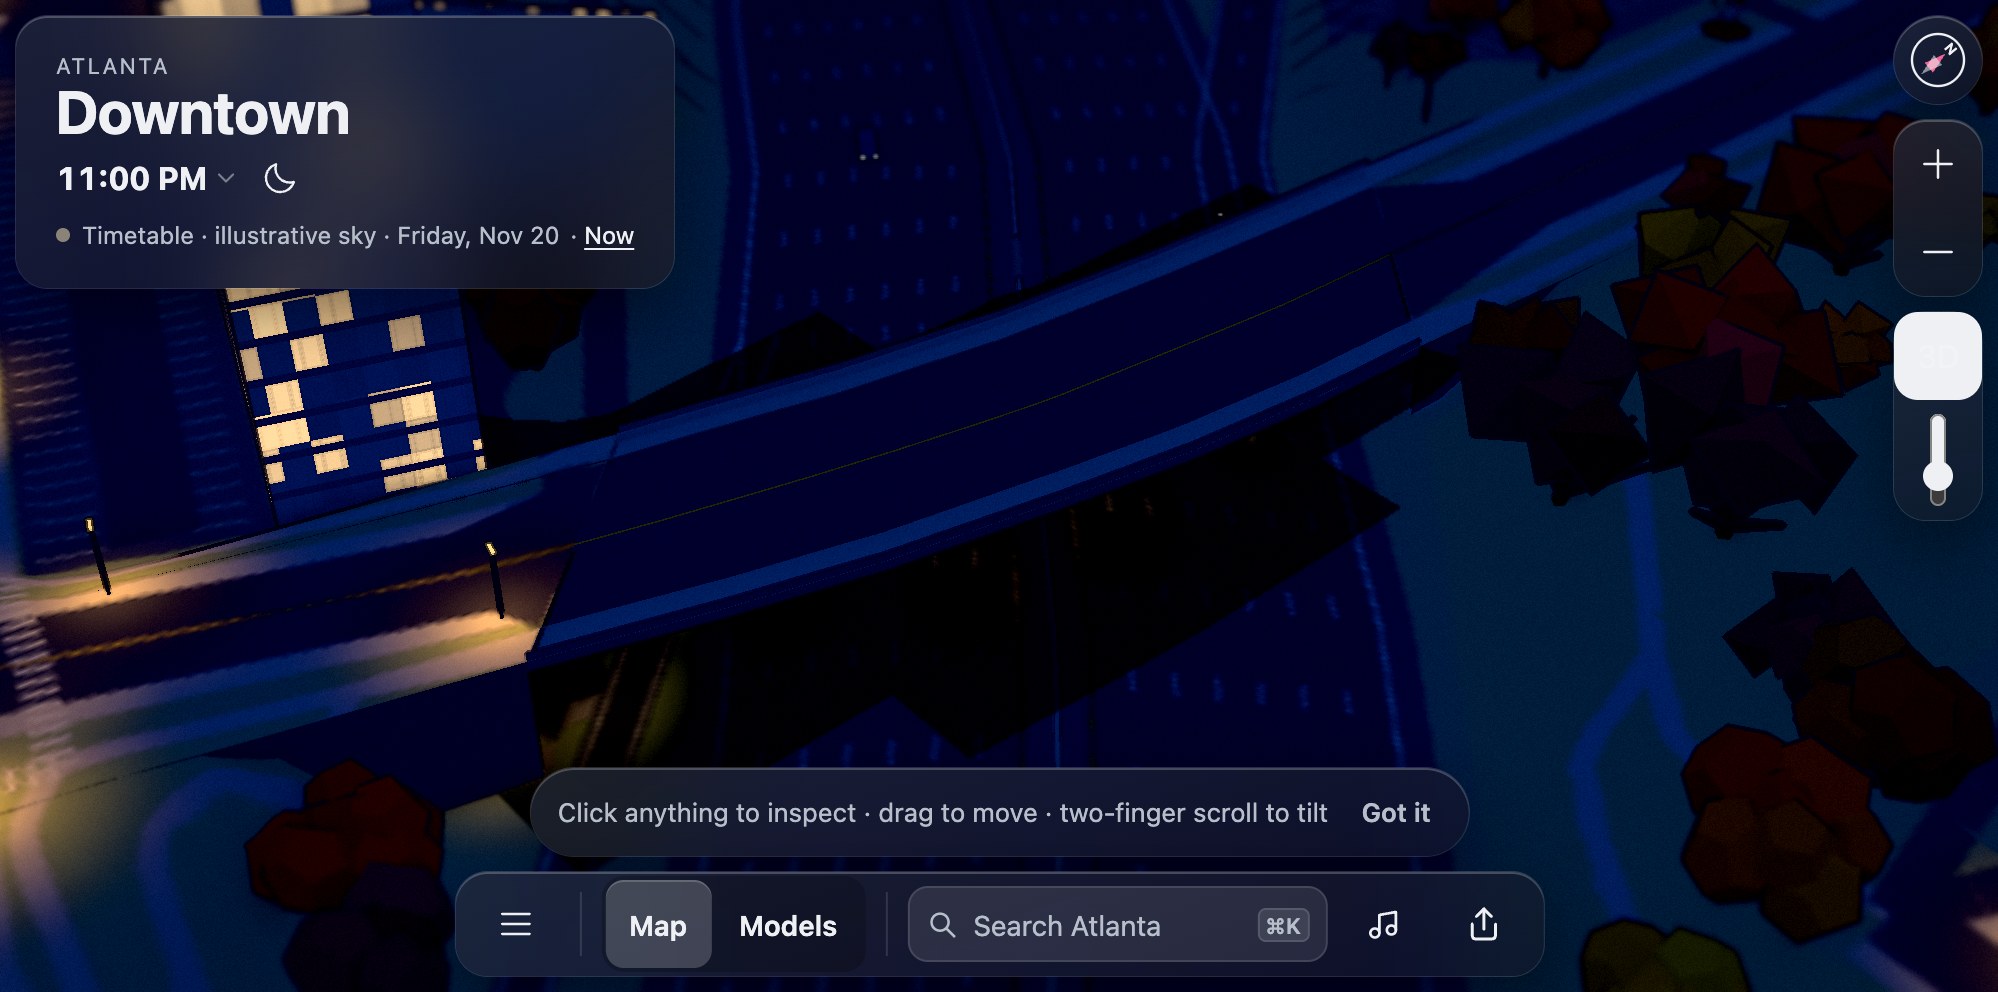 ATLANTA
Downtown
11:00 PM
Timetable · illustrative sky · Friday, Nov 20 · Now
N
3D
Click anything to inspect · drag to move · two-finger scroll to tilt Got it
Map Models Search Atlanta ⌘K